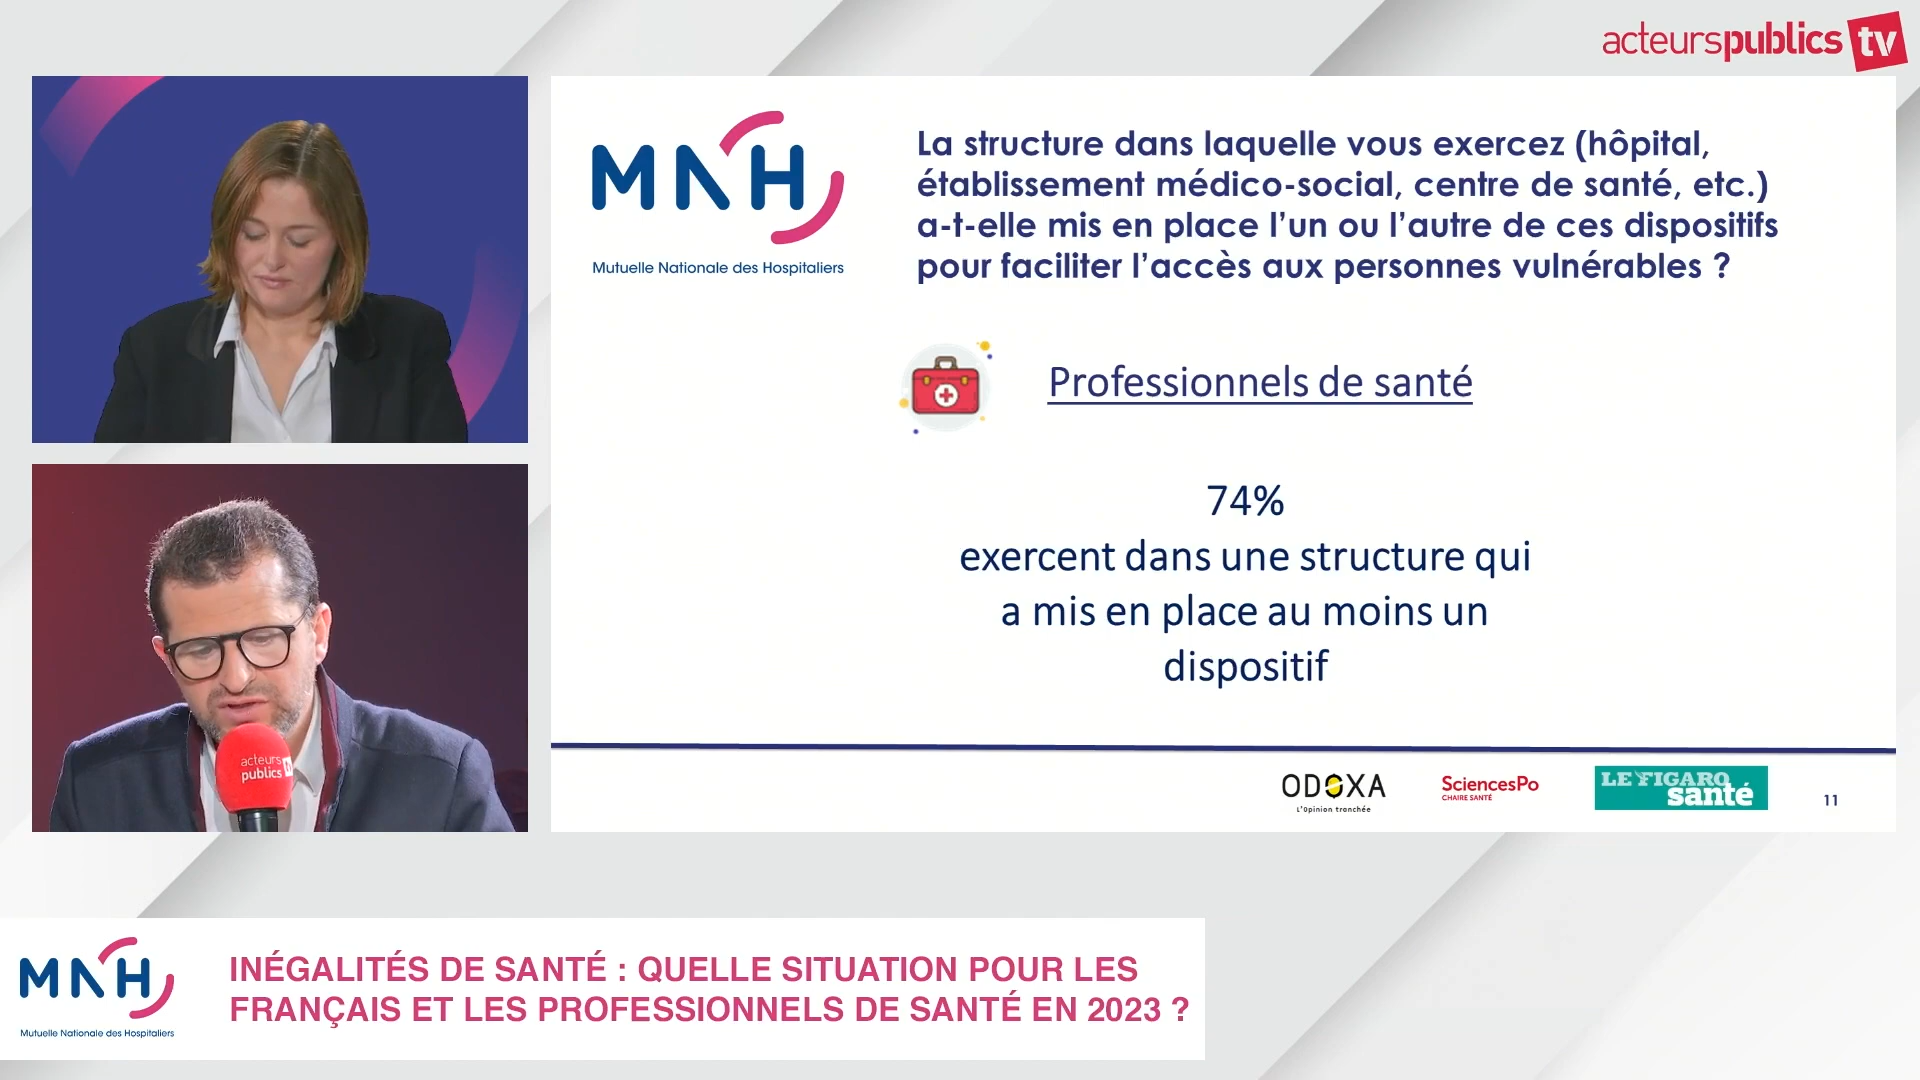 acteurspublics tv
MNH
Mutuelle Nationale des Hospitaliers
La structure dans laquelle vous exercez (hôpital,
établissement médico-social, centre de santé, etc.)
a-t-elle mis en place l’un ou l’autre de ces dispositifs
pour faciliter l’accès aux personnes vulnérables ?
Professionnels de santé
74%
exercent dans une structure qui
a mis en place au moins un
dispositif
ODOXA
L'Opinion tranchée
SciencesPo
CHAIRE SANTÉ
LE FIGARO
santé
11
acteurs
publics tv
MNH
Mutuelle Nationale des Hospitaliers
INÉGALITÉS DE SANTÉ : QUELLE SITUATION POUR LES
FRANÇAIS ET LES PROFESSIONNELS DE SANTÉ EN 2023 ?